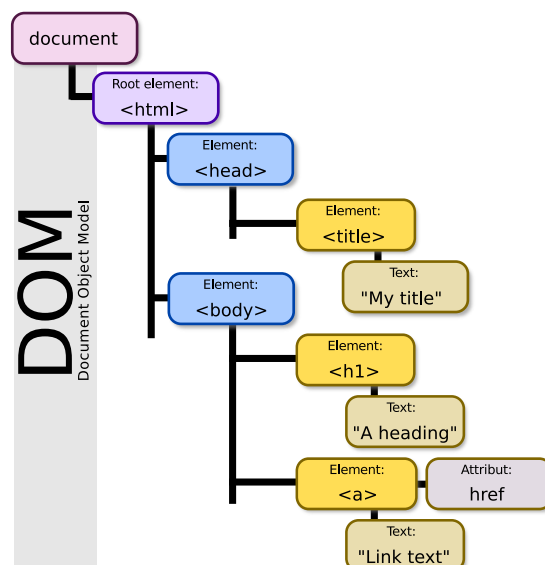 document
Root element:
<html>
Element:
<head>
Element:
<title>
Text:
"My title"
DOM
Document Object Model
Element:
<body>
Element:
<h1>
Text:
"A heading"
Element:
<a>
Attribut:
href
Text:
"Link text"